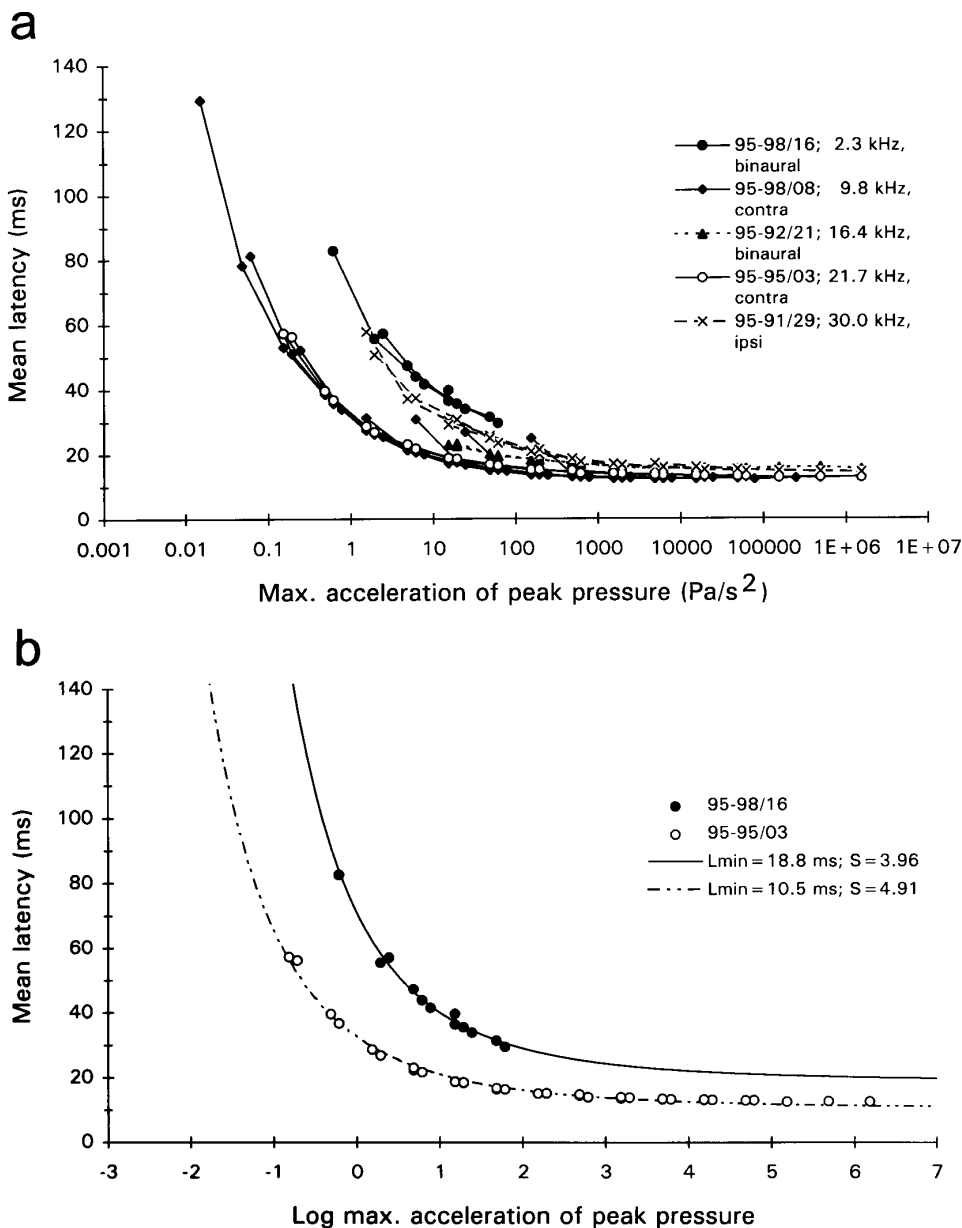 a
140
120
100
80
60
40
20
0
Mean latency (ms)
0.001 0.01 0.1 1 10 100 1000 10000 100000 1E+06 1E+07
Max. acceleration of peak pressure (Pa/s²)
95-98/16; 2.3 kHz,
binaural
95-98/08; 9.8 kHz,
contra
95-92/21; 16.4 kHz,
binaural
95-95/03; 21.7 kHz,
contra
95-91/29; 30.0 kHz,
ipsi
b
140
120
100
80
60
40
20
0
Mean latency (ms)
-3 -2 -1 0 1 2 3 4 5 6 7
Log max. acceleration of peak pressure
95-98/16
95-95/03
Lmin = 18.8 ms; S = 3.96
Lmin = 10.5 ms; S = 4.91